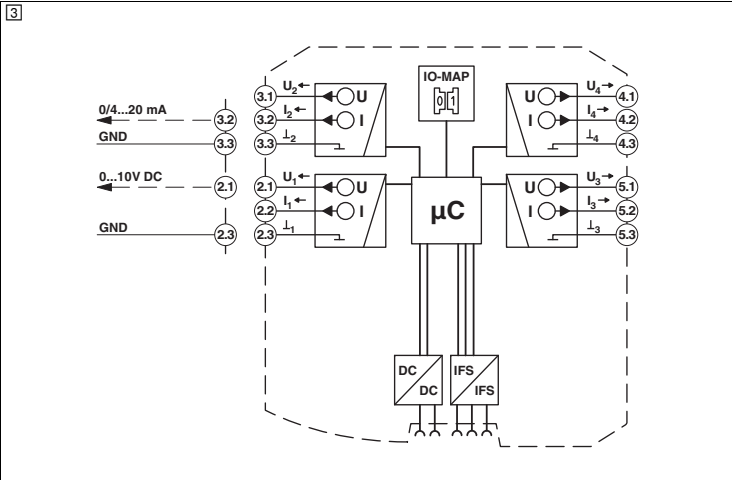 3
IO-MAP
0 1
0/4...20 mA
3.2
GND
3.3
0...10V DC
2.1
GND
2.3
3.1 U2 U
3.2 I2 I
3.3 ⊥2
2.1 U1 U
2.2 I1 I
2.3 ⊥1
µC
U U4 4.1
I I4 4.2
⊥4 4.3
U U3 5.1
I I3 5.2
⊥3 5.3
DC
DC
IFS
IFS